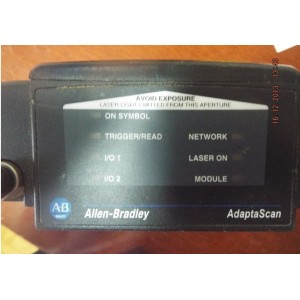 AVOID EXPOSURE
LASER LIGHT EMITTED FROM THIS APERTURE
ON SYMBOL
TRIGGER/READ NETWORK
I/O 1 LASER ON
I/O 2 MODULE
AB
Allen-Bradley AdaptaScan